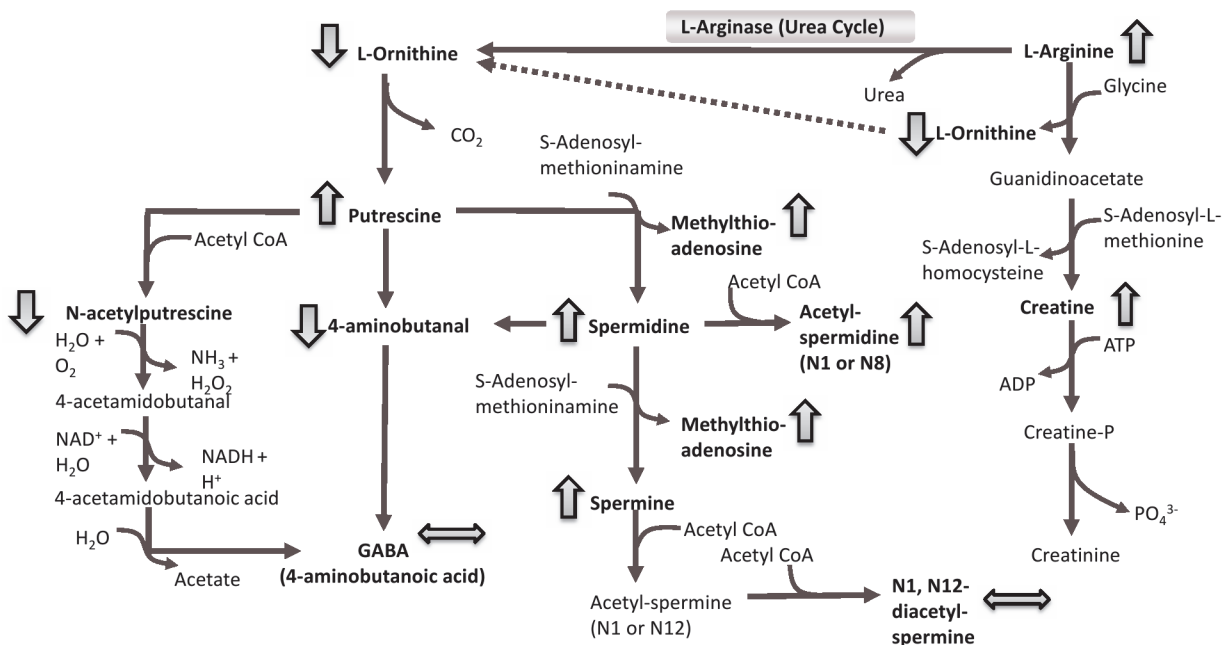 L-Arginase (Urea Cycle)
L-Ornithine
L-Arginine
Urea
Glycine
CO2
L-Ornithine
S-Adenosyl-
methioninamine
Guanidinoacetate
Putrescine
Methylthio-
adenosine
S-Adenosyl-L-
methionine
Acetyl CoA
S-Adenosyl-L-
homocysteine
Acetyl CoA
N-acetylputrescine
4-aminobutanal
Spermidine
Acetyl-
spermidine
(N1 or N8)
Creatine
H2O +
O2
NH3 +
H2O2
ATP
ADP
4-acetamidobutanal
S-Adenosyl-
methioninamine
Methylthio-
adenosine
Creatine-P
NAD+ +
H2O
NADH +
H+
4-acetamidobutanoic acid
Spermine
PO43-
H2O
Acetate
GABA
(4-aminobutanoic acid)
Acetyl CoA
Acetyl CoA
Creatinine
Acetyl-spermine
(N1 or N12)
N1, N12-
diacetyl-
spermine